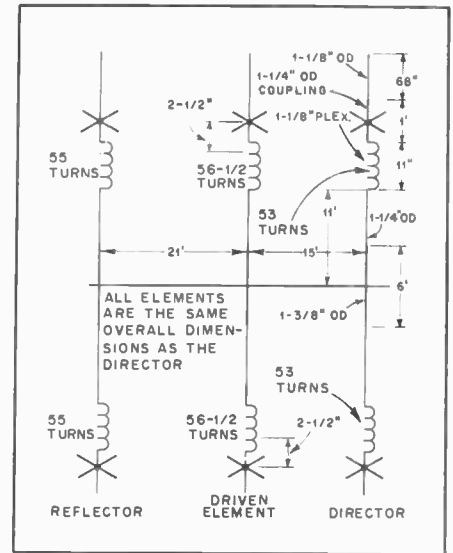 1-1/8" OD
68"
1-1/4" OD
COUPLING
2-1/2"
1-1/8" PLEX.
1'
55
TURNS
56-1/2
TURNS
11"
53
TURNS
11'
1-1/4" OD
21'
15'
6'
ALL ELEMENTS
ARE THE SAME
OVERALL DIMEN-
SIONS AS THE
DIRECTOR
1-3/8" OD
53
TURNS
55
TURNS
56-1/2
TURNS
2-1/2"
REFLECTOR
DRIVEN
ELEMENT
DIRECTOR